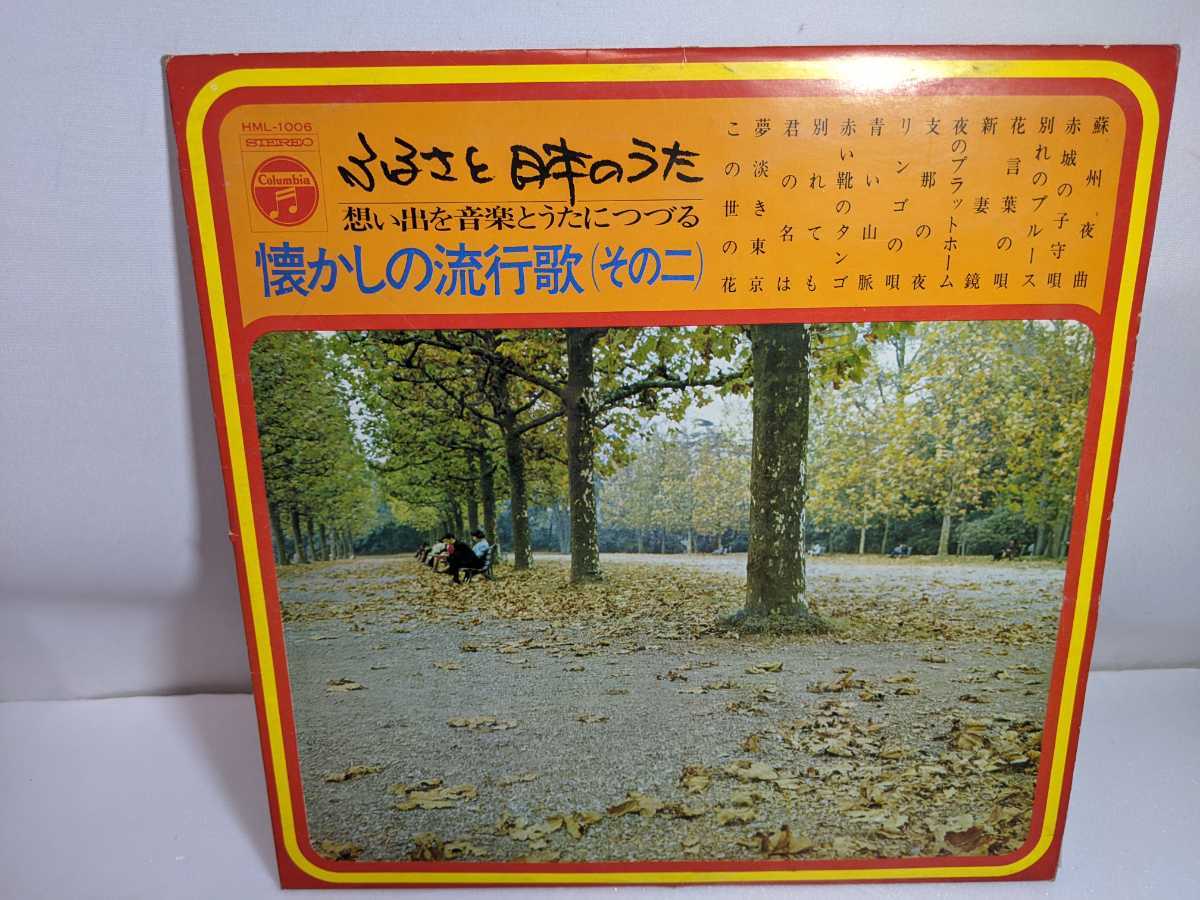 HML-1006
STEREO
Columbia
ふるさと 日本のうた
想い出を音楽とうたにつづる
懐かしの流行歌(その二)
蘇州夜曲
赤城の子守唄
別れのブルース
花言葉の唄
新妻鏡
夜のプラットホーム
支那の夜
リンゴの唄
青い山脈
赤い靴のタンゴ
別れても
君の名は
夢淡き東京
この世の花